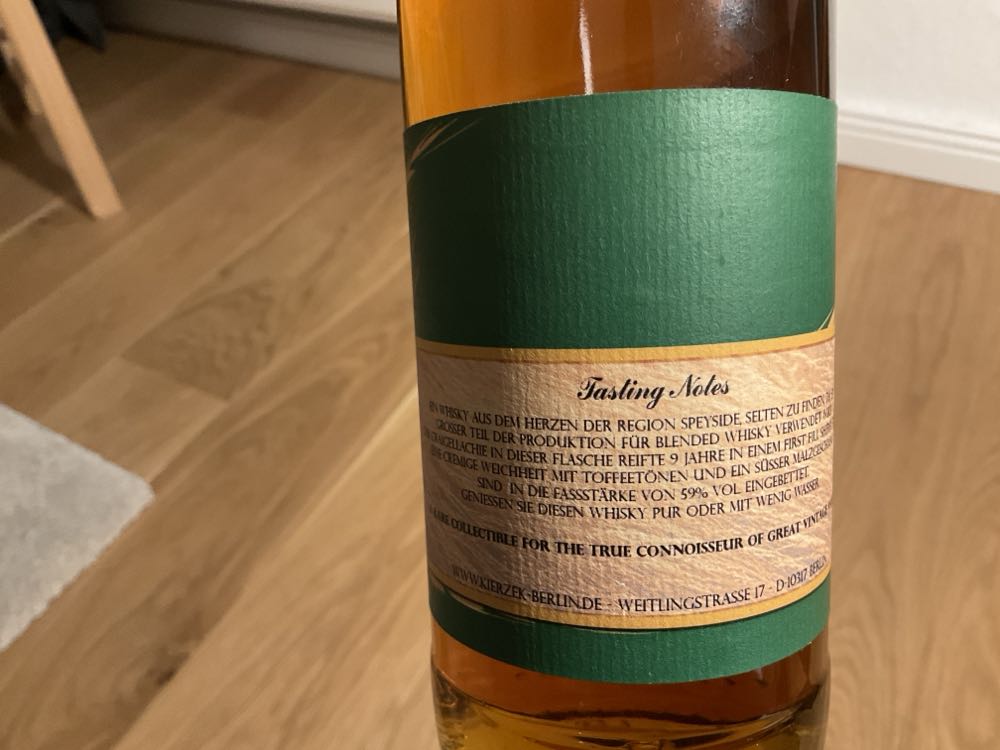 Tasting Notes
EIN WHISKY AUS DEM HERZEN DER REGION SPEYSIDE, SELTEN ZU FINDEN, DA
GROSSER TEIL DER PRODUKTION FÜR BLENDED WHISKY VERWENDET
CRAIGELLACHIE IN DIESER FLASCHE REIFTE 9 JAHRE IN EINEM FIRST FILL
CREMIGE WEICHHEIT MIT TOFFEETÖNEN UND EIN SÜSSER
SIND IN DIE FASSSTÄRKE VON 59% VOL. EINGEBETTET.
GENIESSEN SIE DIESEN WHISKY PUR ODER MIT WENIG WASSER.
RARE COLLECTIBLE FOR THE TRUE CONNOISSEUR OF GREAT VINTAGE
WWW.KIERZEK-BERLIN.DE - WEITLINGSTRASSE 17 - D-10317 BERLIN